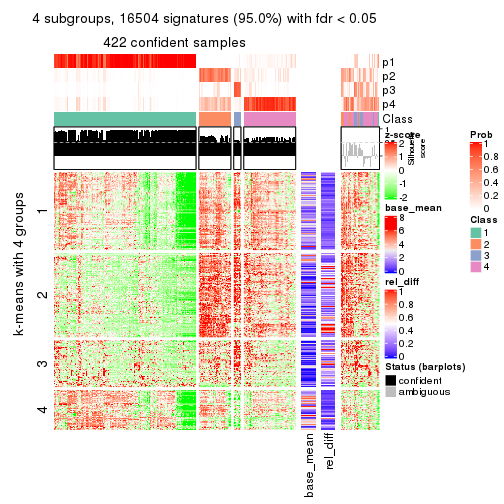 4 subgroups, 16504 signatures (95.0%) with fdr < 0.05
422 confident samples
p1
p2
p3
p4
Class
1
Silhouette
score
k-means with 4 groups
1
2
3
4
base_mean
rel_diff
z-score
2
1
0
-1
-2
base_mean
8
6
4
2
0
rel_diff
1
0.8
0.6
0.4
0.2
0
Status (barplots)
confident
ambiguous
Prob
1
0.8
0.6
0.4
0.2
0
Class
1
2
3
4